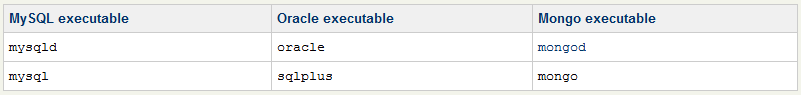 MySQL executable Oracle executable Mongo executable
mysqld oracle mongod
mysql sqlplus mongo